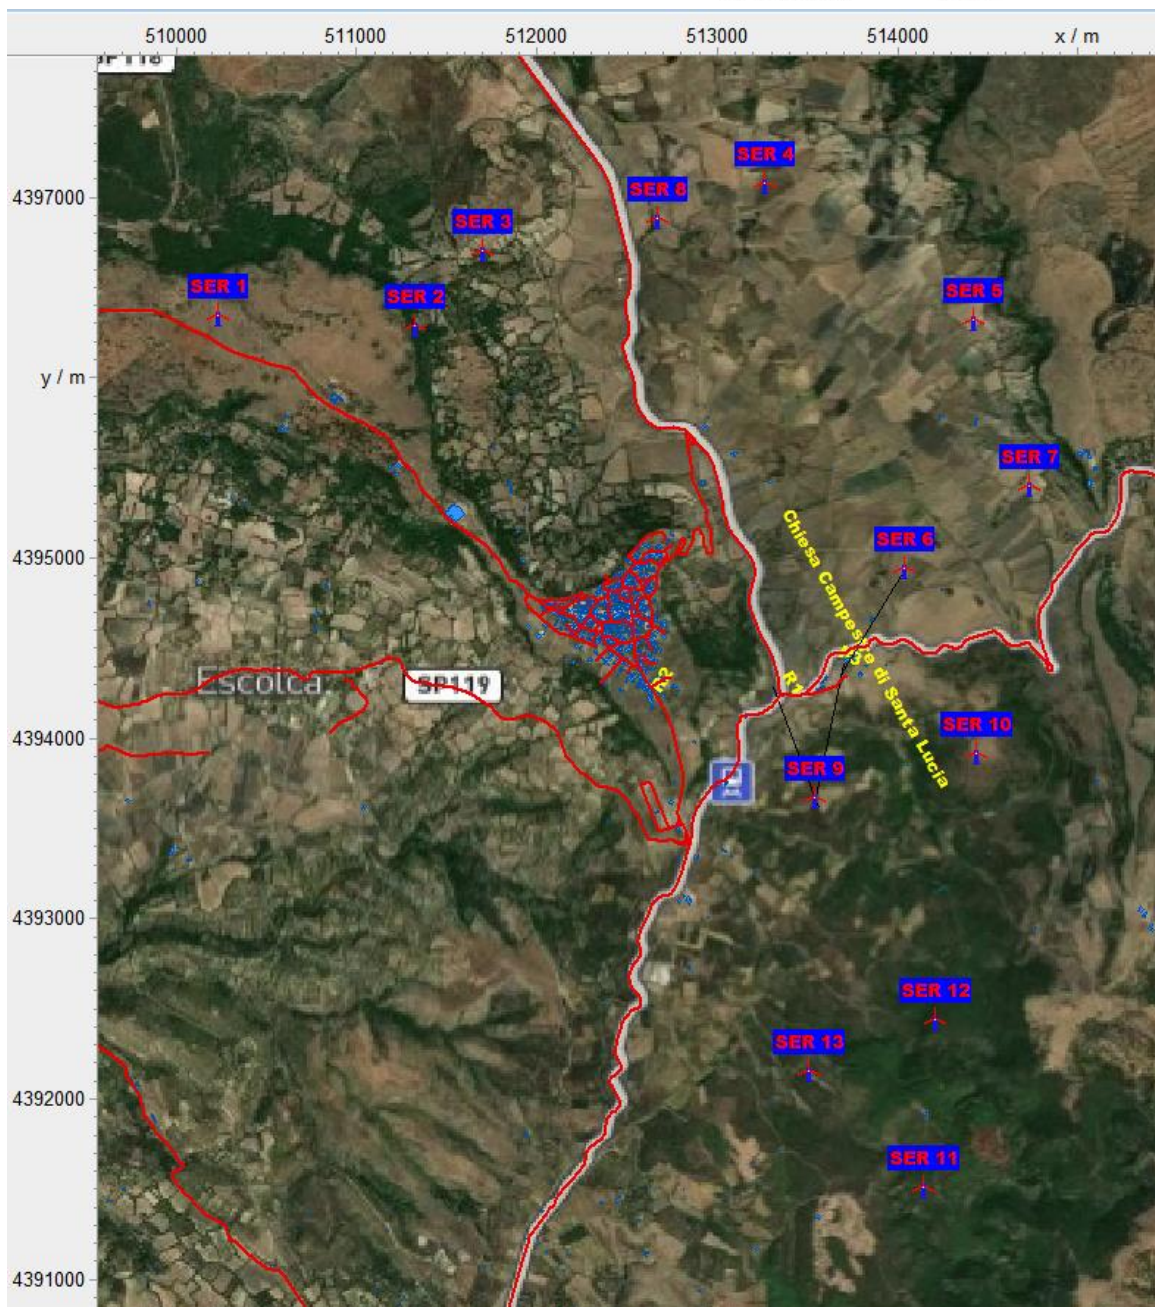 510000 511000 512000 513000 514000 x / m
SER 4
SER 8
4397000
SER 3
SER 1
SER 2
SER 5
y / m
SER 7
Chiesa Campestre di Santa Lucia
SER 6
4395000
R1
Escolca
SP119
4394000
SER 10
SER 9
4393000
SER 12
SER 13
4392000
SER 11
4391000